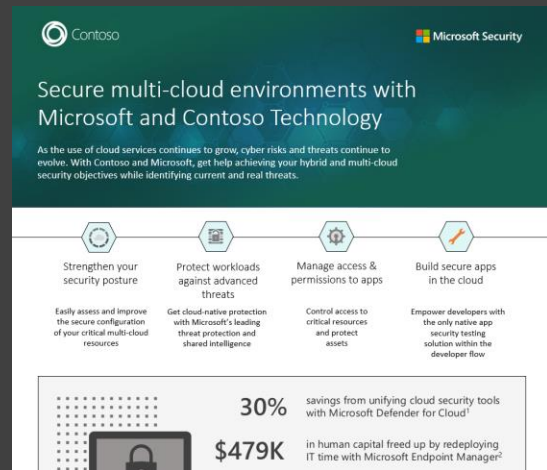 Contoso
Microsoft Security
Secure multi-cloud environments with
Microsoft and Contoso Technology
As the use of cloud services continues to grow, cyber risks and threats continue to
evolve. With Contoso and Microsoft, get help achieving your hybrid and multi-cloud
security objectives while identifying current and real threats.
Strengthen your
security posture
Easily assess and improve
the secure configuration
of your critical multi-cloud
resources
Protect workloads
against advanced
threats
Get cloud-native protection
with Microsoft's leading
threat protection and
shared intelligence
Manage access &
permissions to apps
Control access to
critical resources
and protect
assets
Build secure apps
in the cloud
Empower developers with
the only native app
security testing
solution within the
developer flow
30%
savings from unifying cloud security tools
with Microsoft Defender for Cloud¹
$479K
in human capital freed up by redeploying
IT time with Microsoft Endpoint Manager²